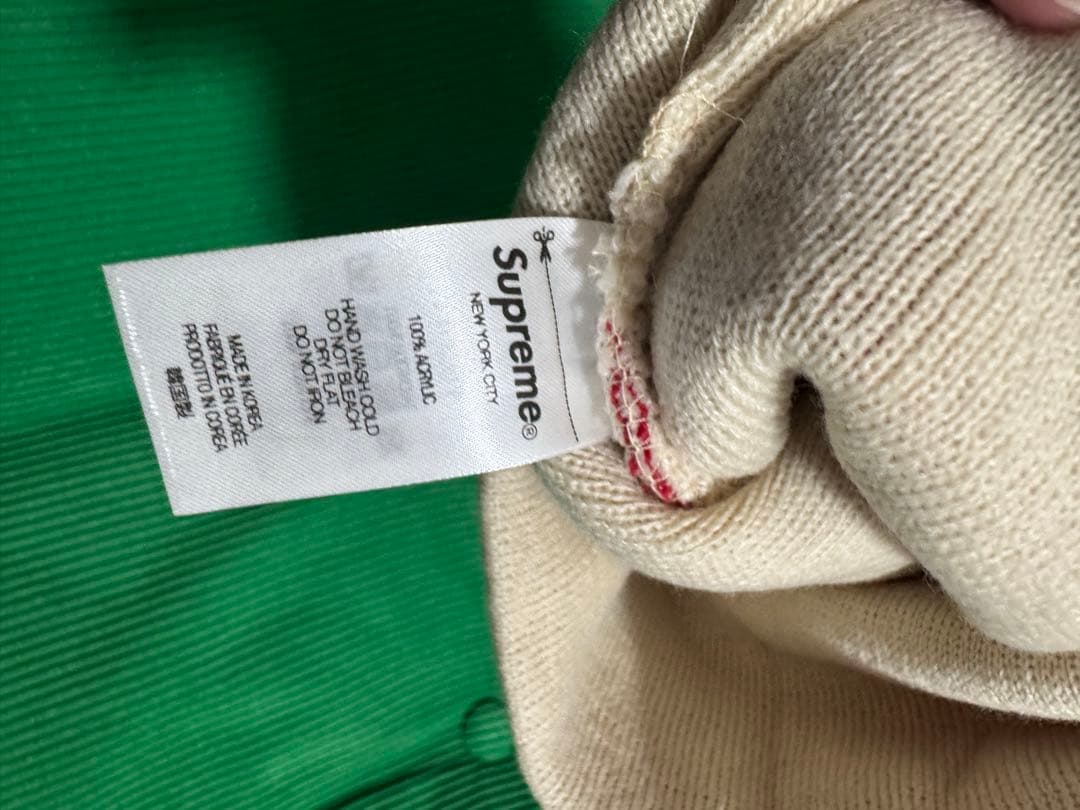 Supreme®
NEW YORK CITY
100% ACRYLIC
HAND WASH COLD
DO NOT BLEACH
DRY FLAT
DO NOT IRON
MADE IN KOREA
FABRIQUÉ EN CORÉE
PRODOTTO IN COREA
韓国製